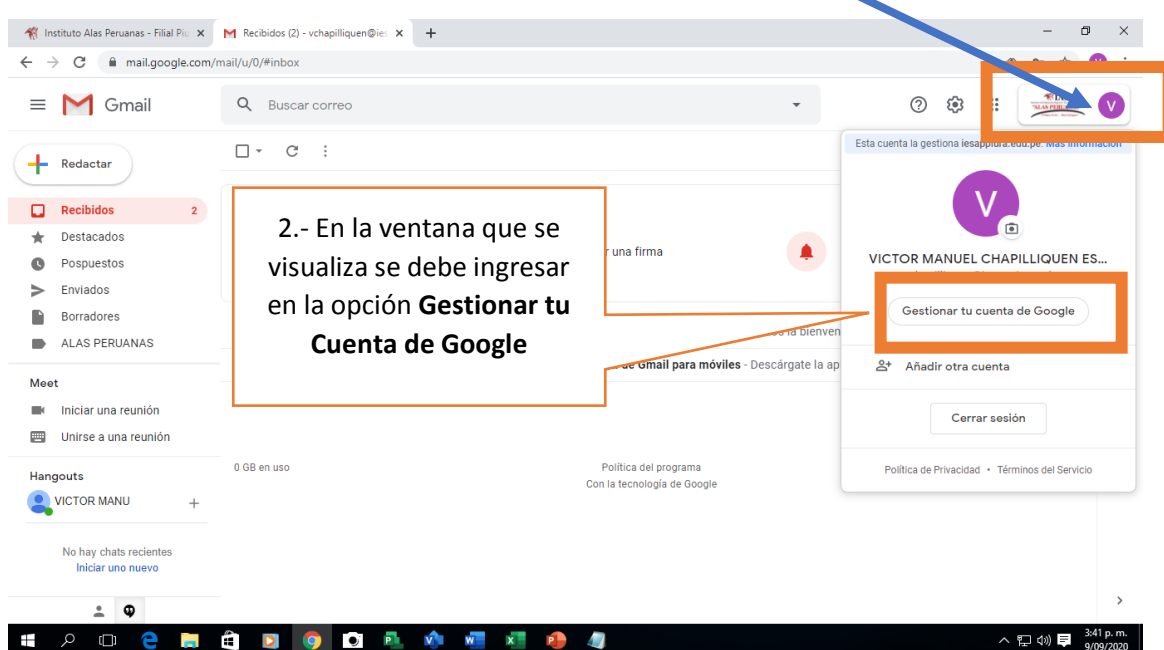 Instituto Alas Peruanas - Filial Piu
Recibidos (2) - vchapilliquen@ies
mail.google.com/mail/u/0/#inbox
Gmail
Buscar correo
V
Esta cuenta la gestiona iesappiura.edu.pe. Más información
Redactar
Recibidos 2
Destacados
Pospuestos
Enviados
Borradores
ALAS PERUANAS
2.- En la ventana que se
visualiza se debe ingresar
en la opción Gestionar tu
Cuenta de Google
una firma
V
VICTOR MANUEL CHAPILLIQUEN ES...
Gestionar tu cuenta de Google
la bienven
de Gmail para móviles - Descárgate la ap
Añadir otra cuenta
Cerrar sesión
Política de Privacidad • Términos del Servicio
Meet
Iniciar una reunión
Unirse a una reunión
Hangouts
VICTOR MANU
No hay chats recientes
Iniciar uno nuevo
0 GB en uso
Política del programa
Con la tecnología de Google
3:41 p. m.
9/09/2020